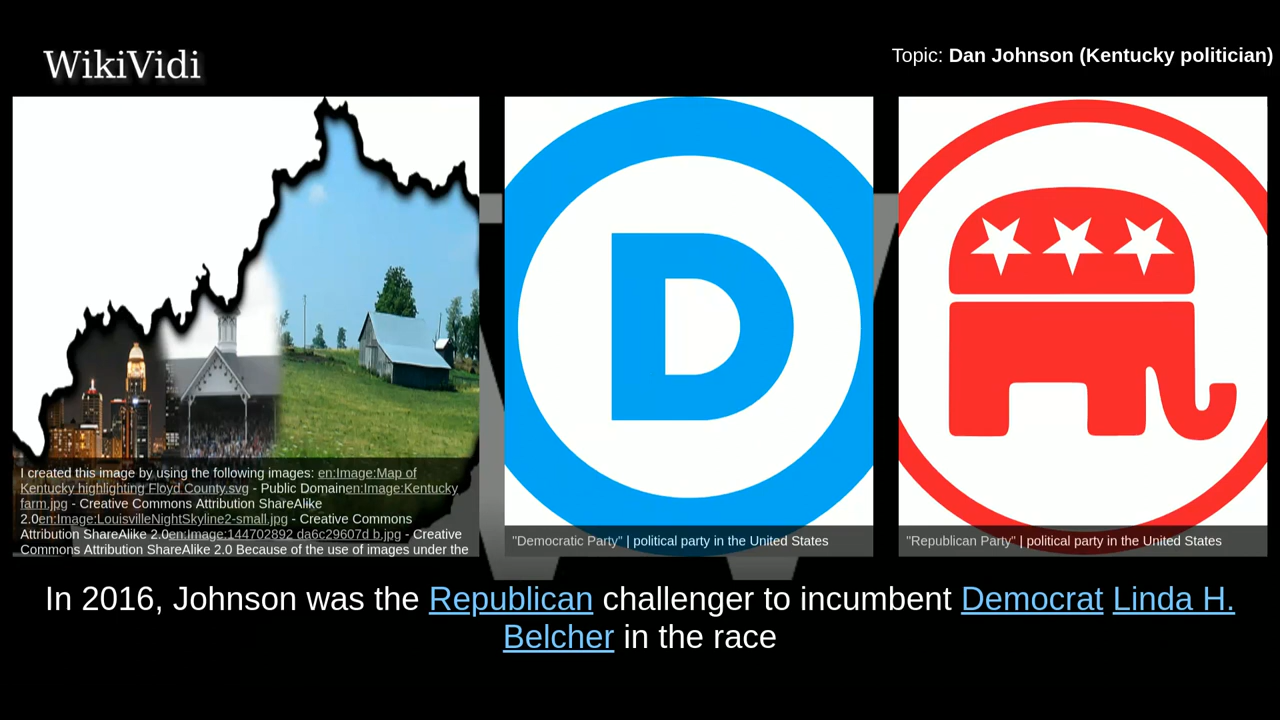 WikiVidi
Topic: Dan Johnson (Kentucky politician)
I created this image by using the following images: en:Image:Map of
Kentucky highlighting Floyd County.svg - Public Domainen:Image:Kentucky
farm.jpg - Creative Commons Attribution ShareAlike
2.0en:Image:LouisvilleNightSkyline2-small.jpg - Creative Commons
Attribution ShareAlike 2.0en:Image:144702892 da6c29607d b.jpg - Creative
Commons Attribution ShareAlike 2.0 Because of the use of images under the
D
"Democratic Party" | political party in the United States
"Republican Party" | political party in the United States
In 2016, Johnson was the Republican challenger to incumbent Democrat Linda H.
Belcher in the race